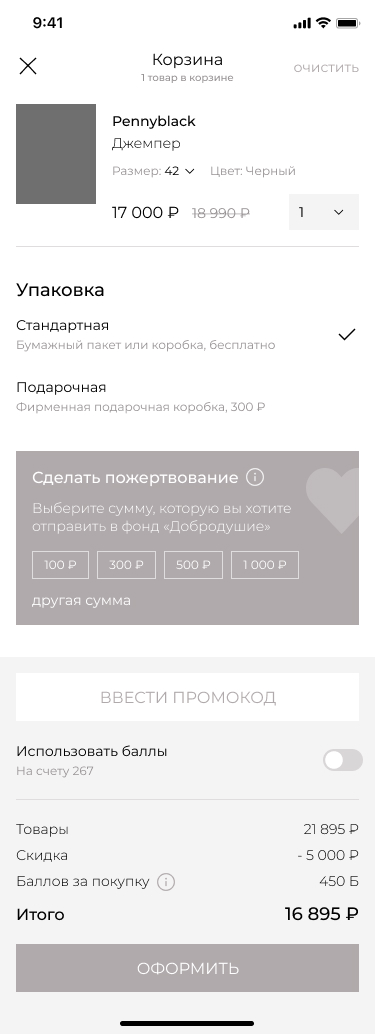 9:41
Корзина
1 товар в корзине
ОЧИСТИТЬ
Pennyblack
Джемпер
Размер: 42 Цвет: Черный
17 000 ₽ 18 990 ₽ 1
Упаковка
Стандартная
Бумажный пакет или коробка, бесплатно
Подарочная
Фирменная подарочная коробка, 300 ₽
Сделать пожертвование
Выберите сумму, которую вы хотите
отправить в фонд «Добродушие»
100 ₽ 300 ₽ 500 ₽ 1 000 ₽
другая сумма
ВВЕСТИ ПРОМОКОД
Использовать баллы
На счету 267
Товары 21 895 ₽
Скидка - 5 000 ₽
Баллов за покупку 450 Б
Итого 16 895 ₽
ОФОРМИТЬ